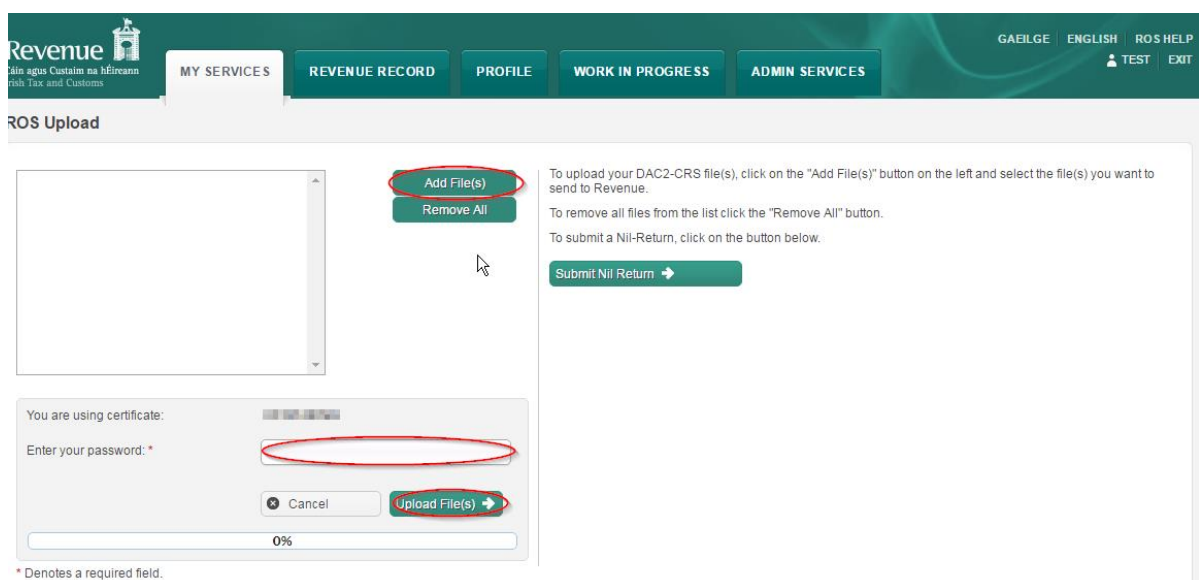 GAEILGE ENGLISH ROS HELP
TEST EXIT
Revenue
Cáin agus Custaim na hÉireann
Irish Tax and Customs
MY SERVICES REVENUE RECORD PROFILE WORK IN PROGRESS ADMIN SERVICES
ROS Upload
Add File(s)
Remove All
To upload your DAC2-CRS file(s), click on the "Add File(s)" button on the left and select the file(s) you want to
send to Revenue.
To remove all files from the list click the "Remove All" button.
To submit a Nil-Return, click on the button below.
Submit Nil Return
You are using certificate:
Enter your password: *
Cancel Upload File(s)
0%
* Denotes a required field.